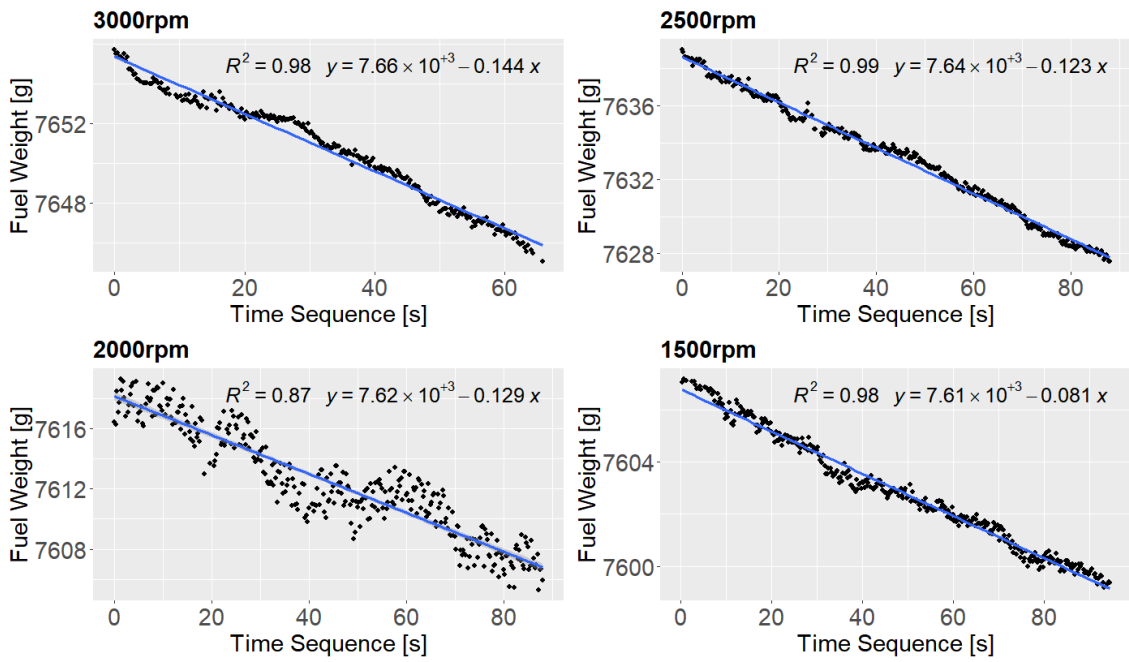 3000rpm
R² = 0.98 y = 7.66 × 10⁺³ − 0.144 x
Fuel Weight [g]
7652
7648
0 20 40 60
Time Sequence [s]
2500rpm
R² = 0.99 y = 7.64 × 10⁺³ − 0.123 x
Fuel Weight [g]
7636
7632
7628
0 20 40 60 80
Time Sequence [s]
2000rpm
R² = 0.87 y = 7.62 × 10⁺³ − 0.129 x
Fuel Weight [g]
7616
7612
7608
0 20 40 60 80
Time Sequence [s]
1500rpm
R² = 0.98 y = 7.61 × 10⁺³ − 0.081 x
Fuel Weight [g]
7604
7600
0 20 40 60 80
Time Sequence [s]